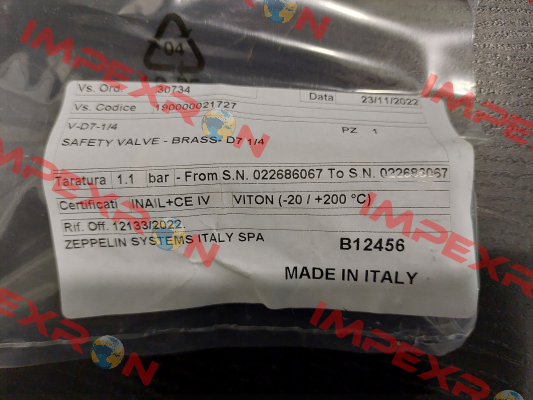 04
Vs. Ord. 30734 Data 23/11/2022
Vs. Codice 190000021727
V-D7-1/4 PZ 1
SAFETY VALVE - BRASS- D7 1/4
Taratura 1.1 bar - From S.N. 022686067 To S N. 022686067
Certificati INAIL+CE IV VITON (-20 / +200 °C)
Rif. Off. 12133/2022
ZEPPELIN SYSTEMS ITALY SPA B12456
MADE IN ITALY
IMPEXRON
IMPEXRON
IMPEXRON
IMPEXRON